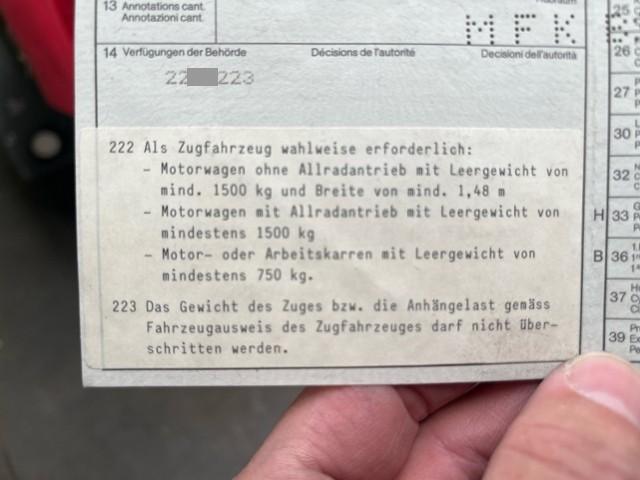 13 Annotations cant.
Annotazioni cant.
M F K
14 Verfügungen der Behörde Décisions de l'autorité Decisioni dell'autorità
22 223
222 Als Zugfahrzeug wahlweise erforderlich:
- Motorwagen ohne Allradantrieb mit Leergewicht von
mind. 1500 kg und Breite von mind. 1,48 m
- Motorwagen mit Allradantrieb mit Leergewicht von
mindestens 1500 kg
- Motor- oder Arbeitskarren mit Leergewicht von
mindestens 750 kg.
223 Das Gewicht des Zuges bzw. die Anhängelast gemäss
Fahrzeugausweis des Zugfahrzeuges darf nicht über-
schritten werden.
25
26
27
30
32
H 33
B 36
37
39